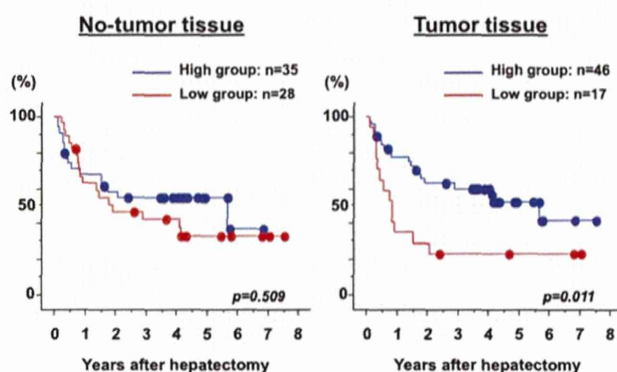 No-tumor tissue
(%)
High group: n=35
Low group: n=28
100
50
0
p=0.509
0 1 2 3 4 5 6 7 8
Years after hepatectomy
Tumor tissue
(%)
High group: n=46
Low group: n=17
100
50
0
p=0.011
0 1 2 3 4 5 6 7 8
Years after hepatectomy